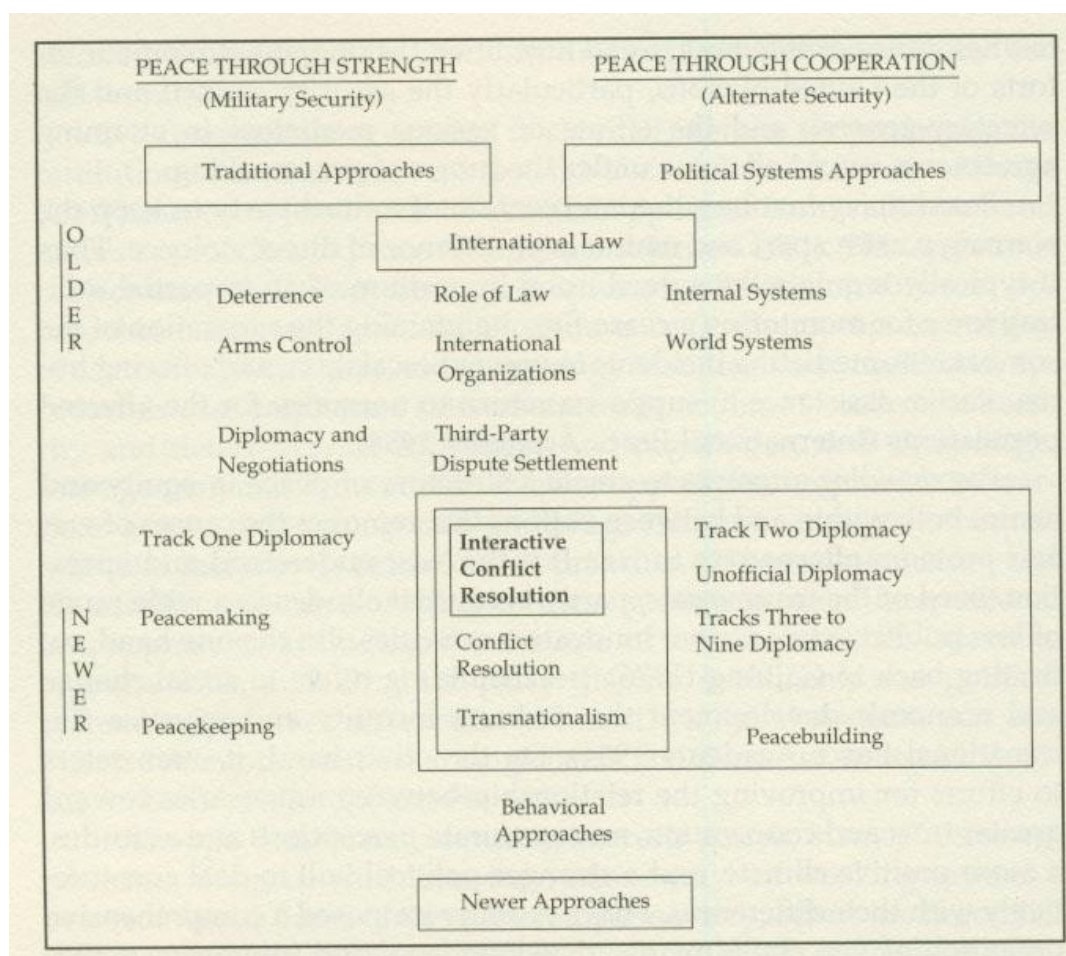 PEACE THROUGH STRENGTH
(Military Security)
PEACE THROUGH COOPERATION
(Alternate Security)
Traditional Approaches
Political Systems Approaches
OLDER
International Law
Deterrence
Role of Law
Internal Systems
Arms Control
International
Organizations
World Systems
Diplomacy and
Negotiations
Third-Party
Dispute Settlement
NEWER
Track One Diplomacy
Interactive
Conflict
Resolution
Track Two Diplomacy
Unofficial Diplomacy
Peacemaking
Conflict
Resolution
Tracks Three to
Nine Diplomacy
Peacekeeping
Transnationalism
Peacebuilding
Behavioral
Approaches
Newer Approaches